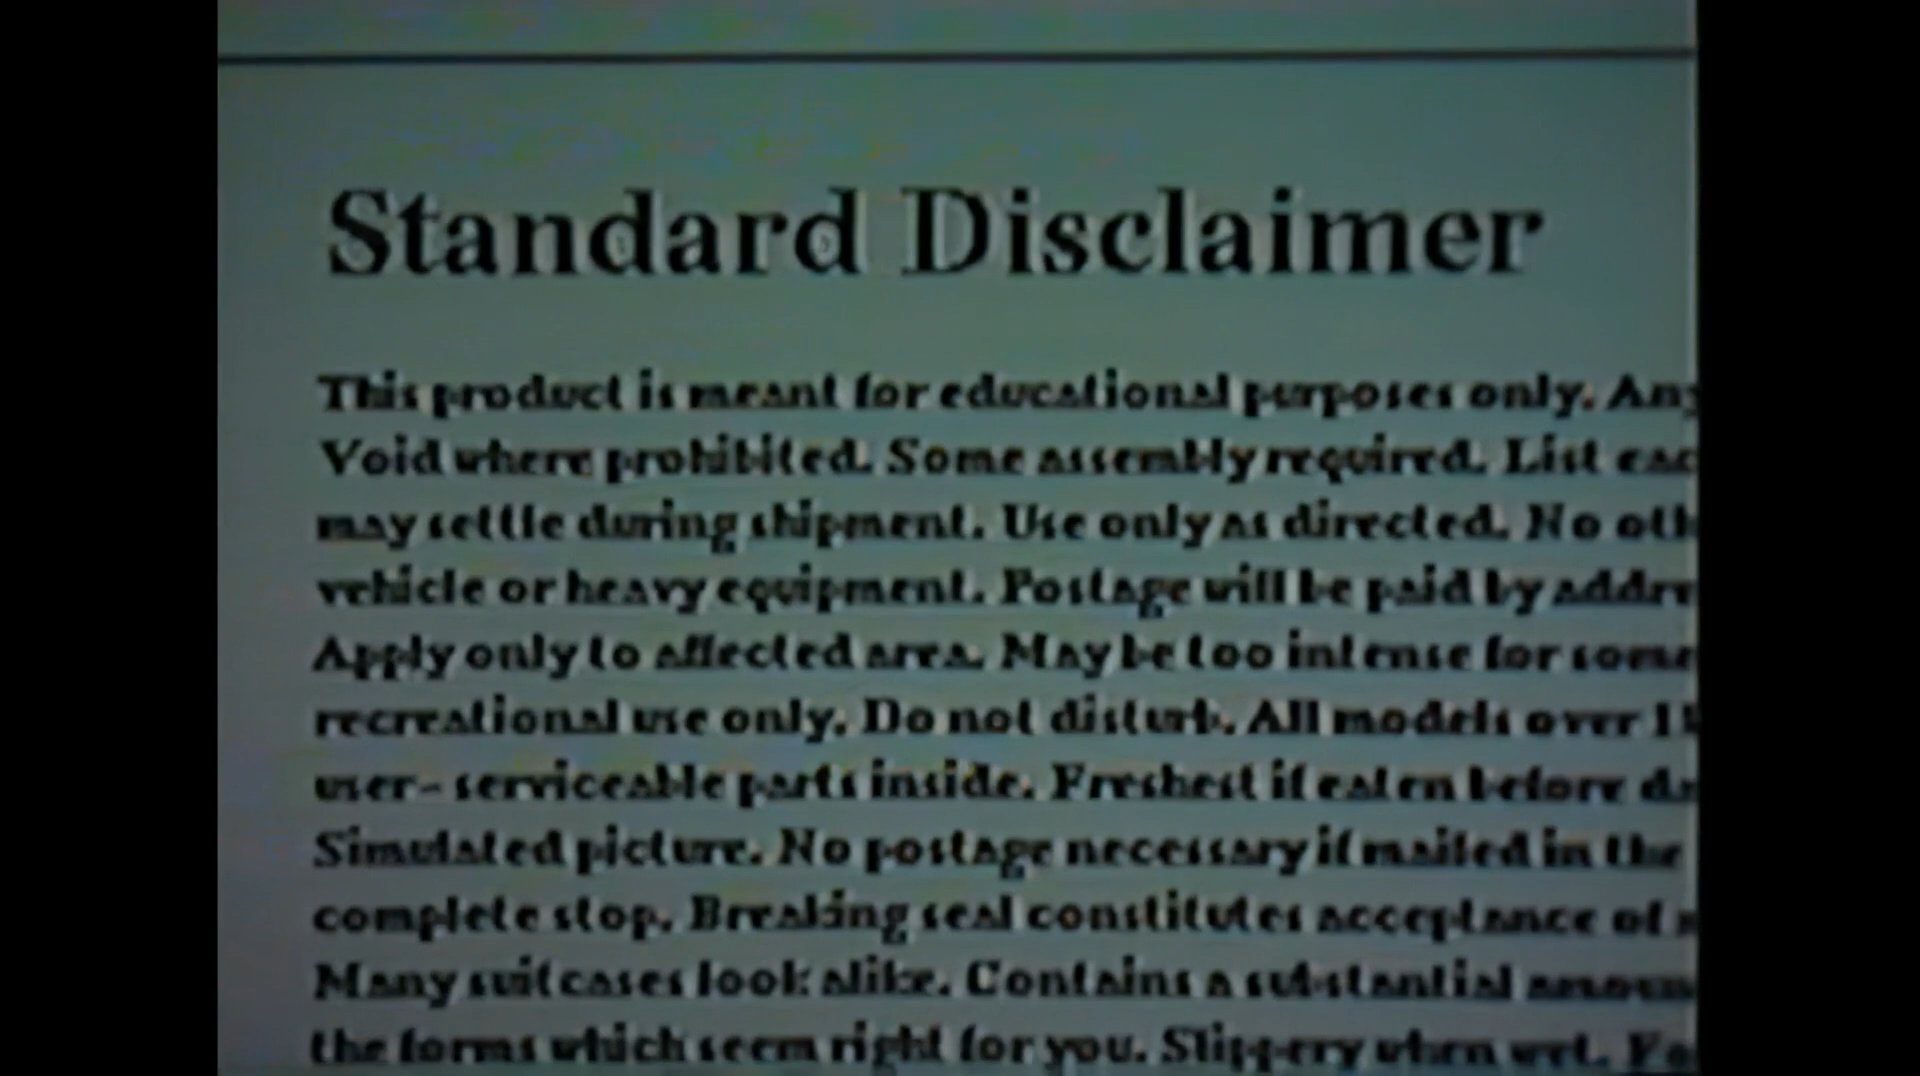 Standard Disclaimer
This product is meant for educational purposes only. Any
Void where prohibited. Some assembly required. List
may settle during shipment. Use only as directed. No
vehicle or heavy equipment. Postage will be paid by
Apply only to affected area. May be too intense for some
recreational use only. Do not disturb. All models over
user-serviceable parts inside. Freshest if eaten before
Simulated picture. No postage necessary if mailed in the
complete stop. Breaking seal constitutes acceptance of
Many suitcases look alike. Contains a substantial
the forms which seem right for you. Slippery when wet.